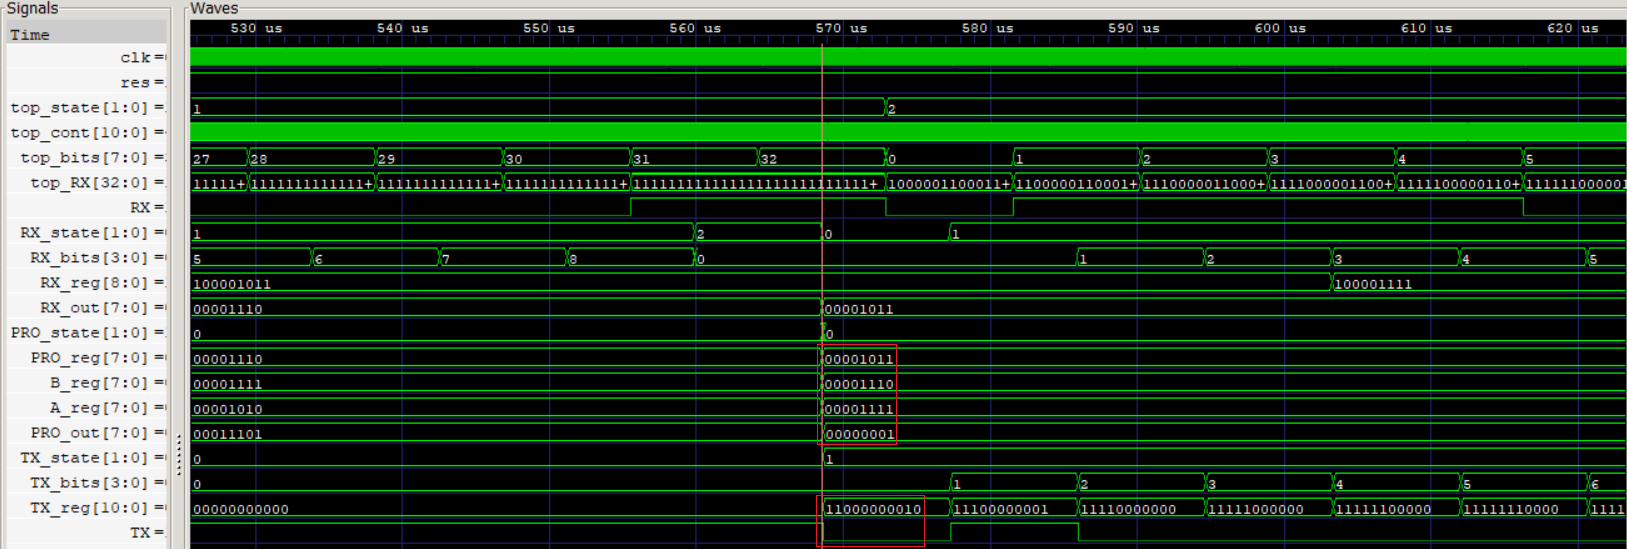 Signals Waves
Time 530 us 540 us 550 us 560 us 570 us 580 us 590 us 600 us 610 us 620 us
clk =
res =
top_state[1:0] = 1 2
top_cont[10:0] =
top_bits[7:0] = 27 28 29 30 31 32 0 1 2 3 4 5
top_RX[32:0] = 11111+ 1111111111111+ 1111111111111+ 1111111111111+ 11111111111111111111111111+ 1000001100011+ 1100000110001+ 1110000011000+ 1111000001100+ 1111100000110+ 111111000001
RX =
RX_state[1:0] = 1 2 0 1
RX_bits[3:0] = 5 6 7 8 0 1 2 3 4 5
RX_reg[8:0] = 100001011 100001111
RX_out[7:0] = 00001110 00001011
PRO_state[1:0] = 0 0
PRO_reg[7:0] = 00001110 00001011
B_reg[7:0] = 00001111 00001110
A_reg[7:0] = 00001010 00001111
PRO_out[7:0] = 00011101 00000001
TX_state[1:0] = 0 1
TX_bits[3:0] = 0 1 2 3 4 5 6
TX_reg[10:0] = 00000000000 11000000010 11100000001 11110000000 11111000000 11111100000 11111110000 1111
TX =